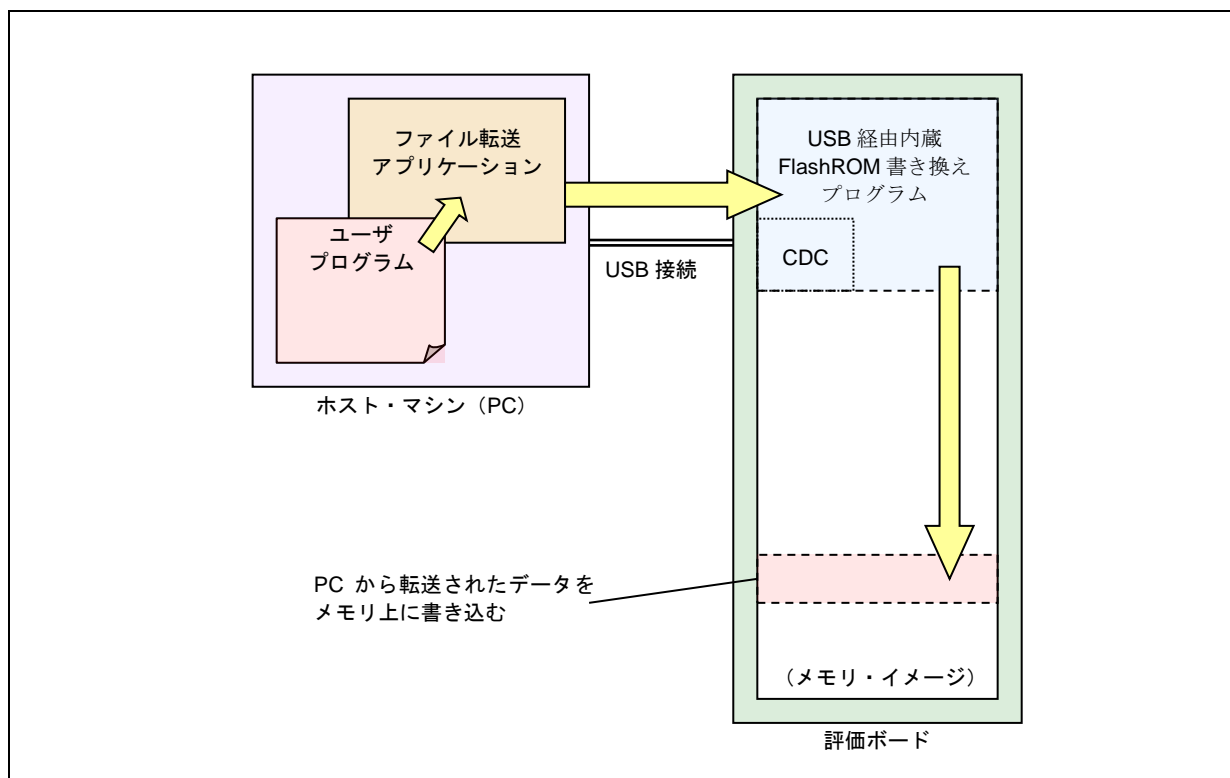 ファイル転送
アプリケーション
ユーザ
プログラム
ホスト・マシン（PC）
USB 接続
USB 経由内蔵
FlashROM 書き換え
プログラム
CDC
PC から転送されたデータを
メモリ上に書き込む
（メモリ・イメージ）
評価ボード